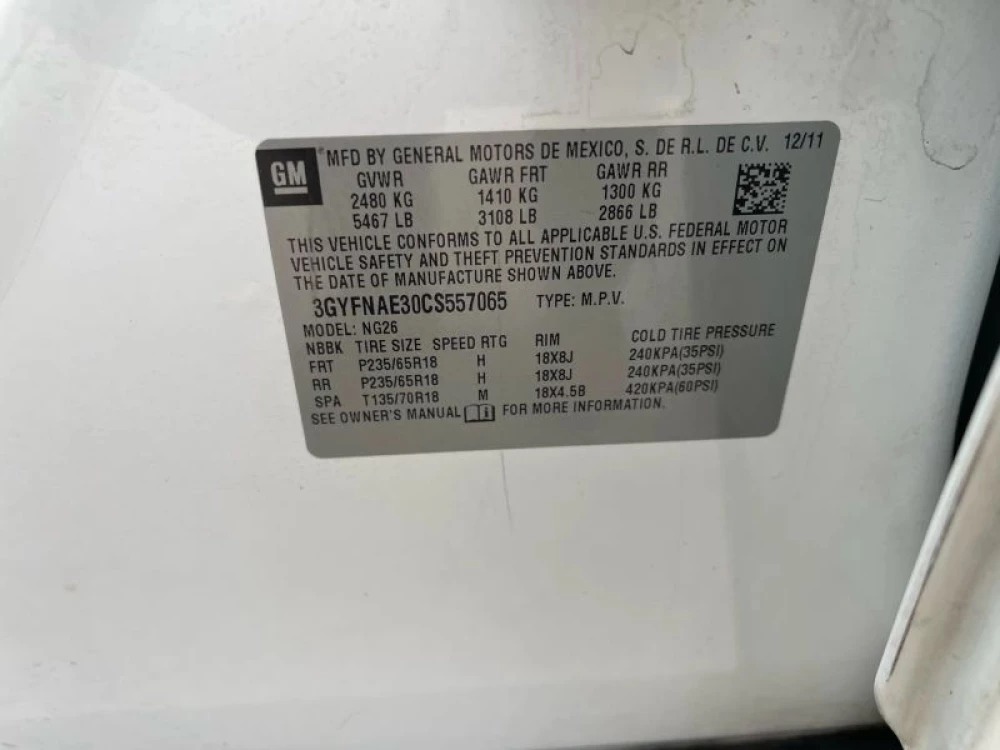 GM
*MFD BY GENERAL MOTORS DE MEXICO, S. DE R.L. DE C.V. 12/11
GVWR GAWR FRT GAWR RR
2480 KG 1410 KG 1300 KG
5467 LB 3108 LB 2866 LB
THIS VEHICLE CONFORMS TO ALL APPLICABLE U.S. FEDERAL MOTOR
VEHICLE SAFETY AND THEFT PREVENTION STANDARDS IN EFFECT ON
THE DATE OF MANUFACTURE SHOWN ABOVE.
3GYFNAE30CS557065 TYPE: M.P.V.
MODEL: NG26
NBBK TIRE SIZE SPEED RTG RIM COLD TIRE PRESSURE
FRT P235/65R18 H 18X8J 240KPA(35PSI)
RR P235/65R18 H 18X8J 240KPA(35PSI)
SPA T135/70R18 M 18X4.5B 420KPA(60PSI)
SEE OWNER'S MANUAL FOR MORE INFORMATION.